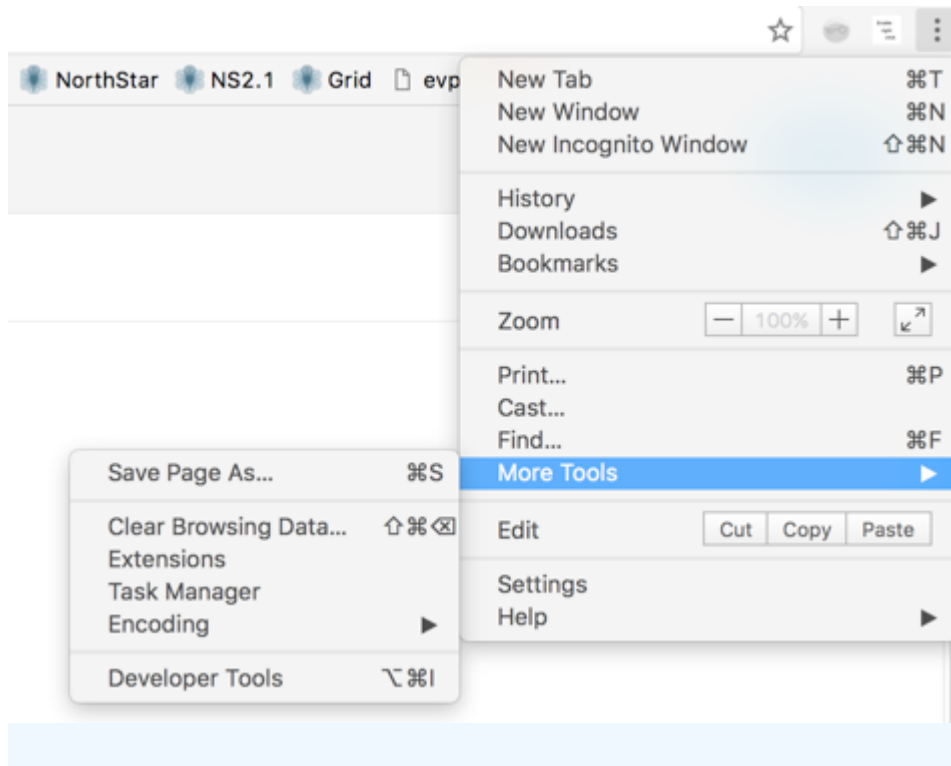 NorthStar NS2.1 Grid evp
New Tab ⌘T
New Window ⌘N
New Incognito Window ⇧⌘N
History ▶
Downloads ⇧⌘J
Bookmarks ▶
Zoom — 100% +
Print... ⌘P
Cast...
Find... ⌘F
More Tools ▶
Edit Cut Copy Paste
Settings
Help ▶
Save Page As... ⌘S
Clear Browsing Data... ⇧⌘⌫
Extensions
Task Manager
Encoding ▶
Developer Tools ⌥⌘I